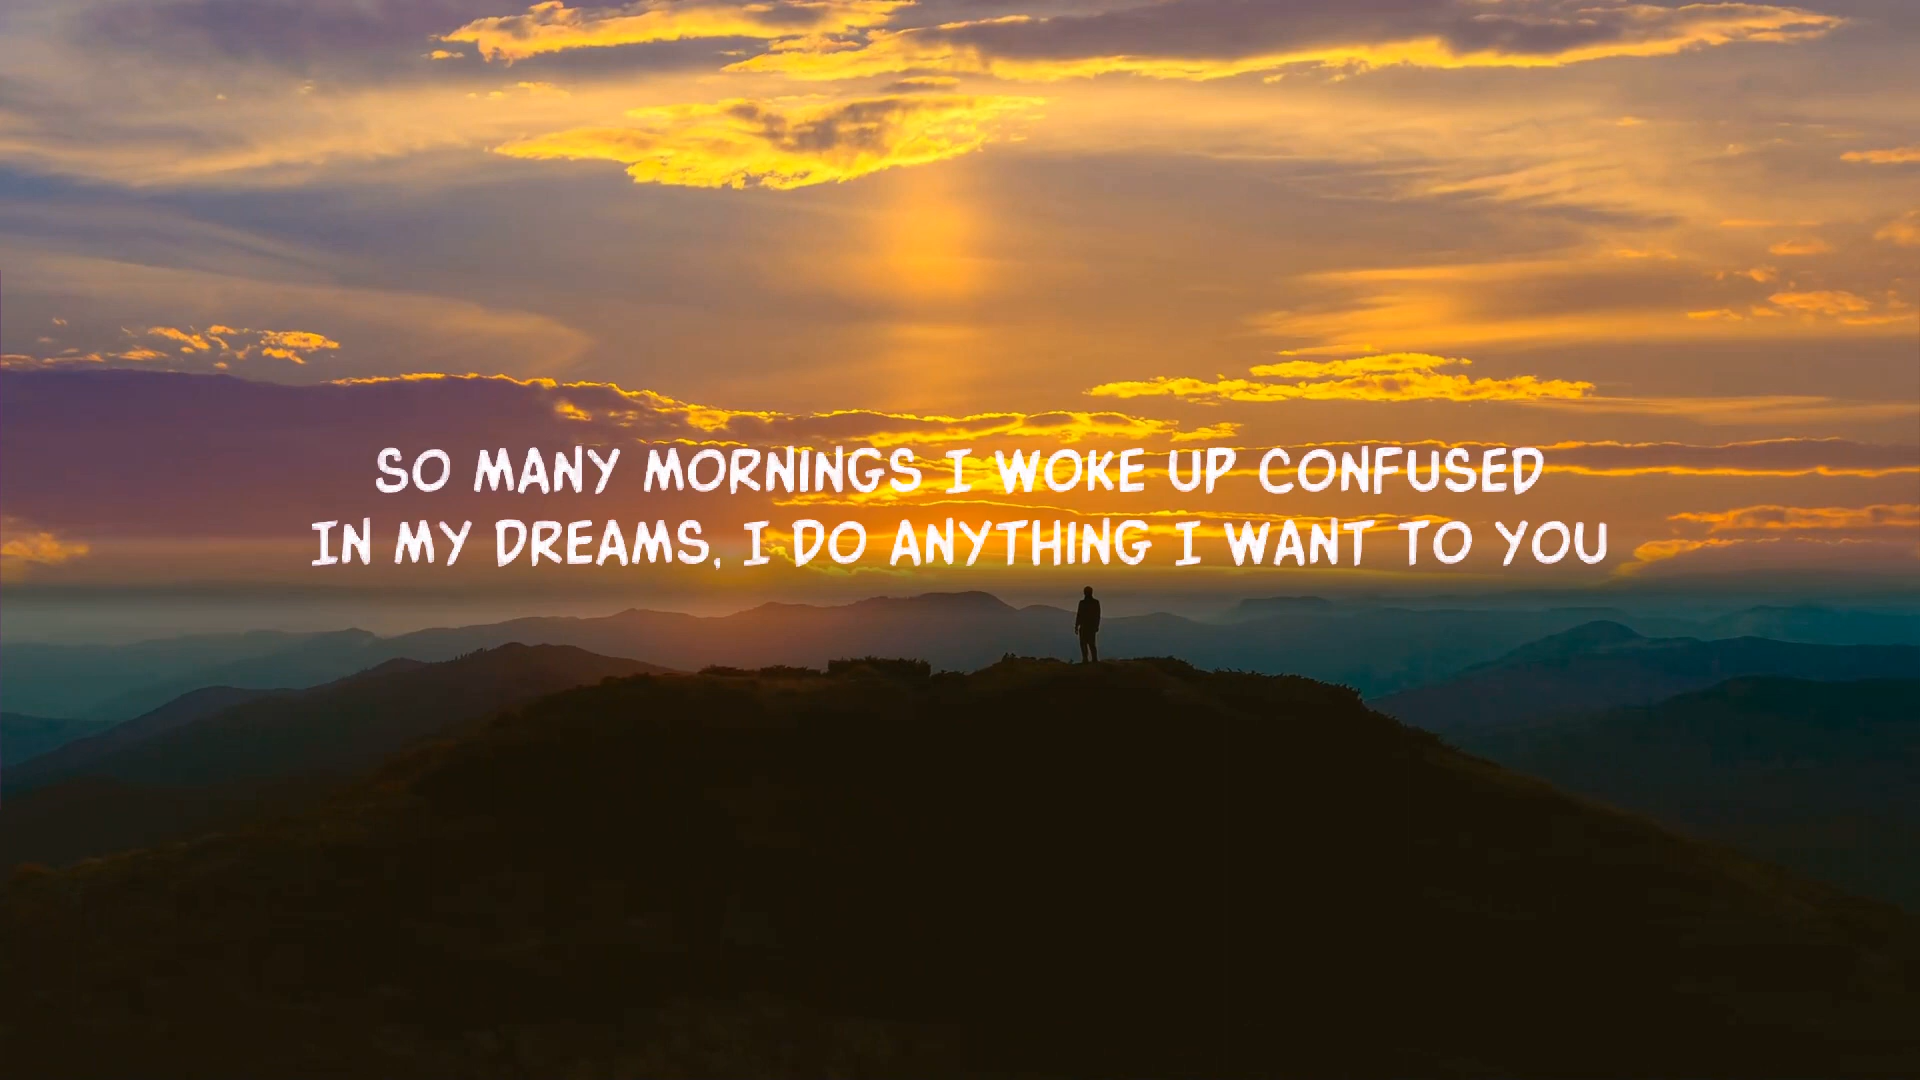 SO MANY MORNINGS I WOKE UP CONFUSED
IN MY DREAMS, I DO ANYTHING I WANT TO YOU